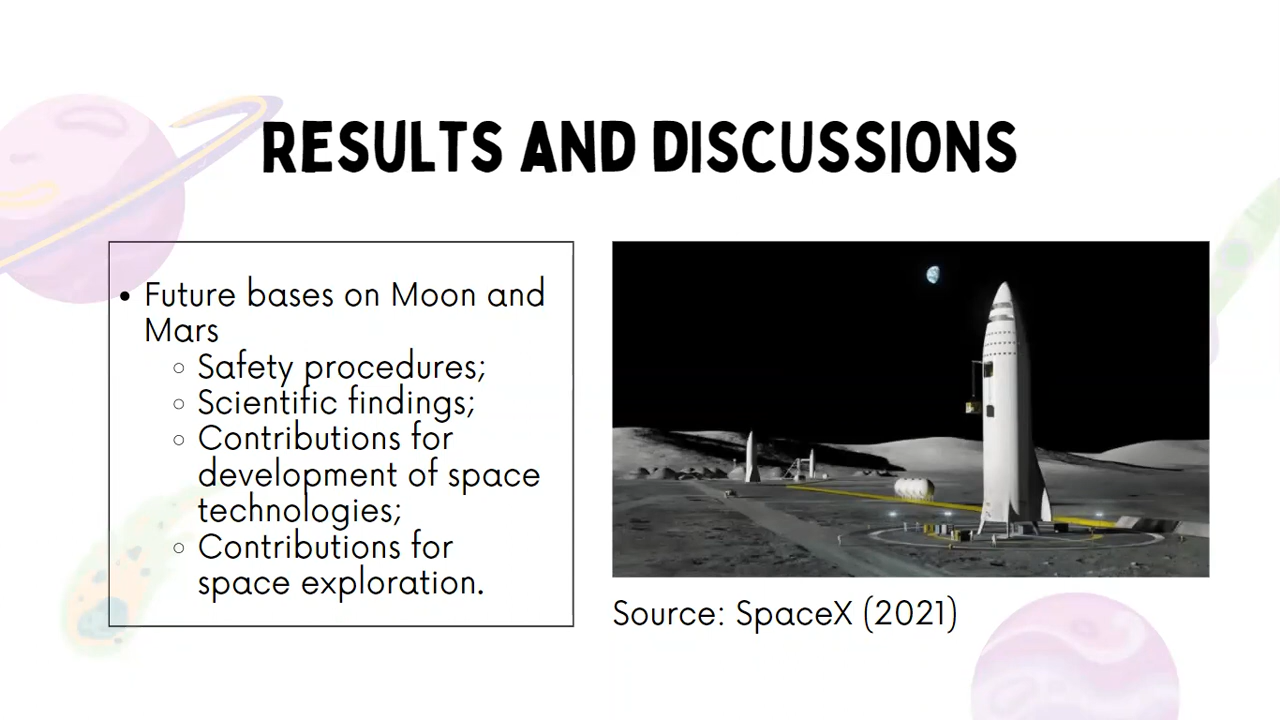 RESULTS AND DISCUSSIONS
• Future bases on Moon and
Mars
○ Safety procedures;
○ Scientific findings;
○ Contributions for
development of space
technologies;
○ Contributions for
space exploration.
Source: SpaceX (2021)